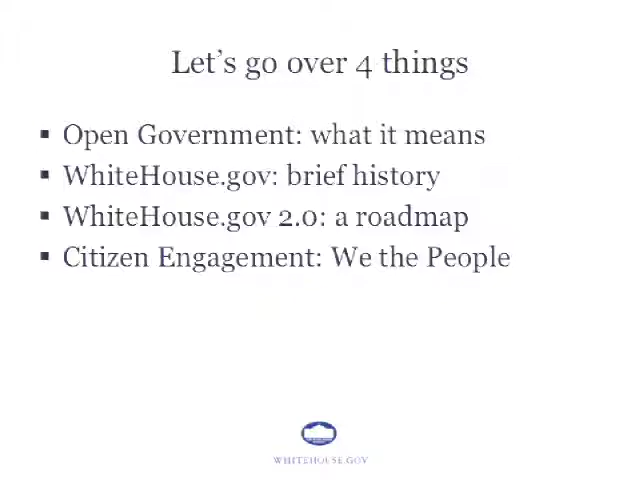 Let's go over 4 things
▪ Open Government: what it means
▪ WhiteHouse.gov: brief history
▪ WhiteHouse.gov 2.0: a roadmap
▪ Citizen Engagement: We the People
WHITEHOUSE.GOV